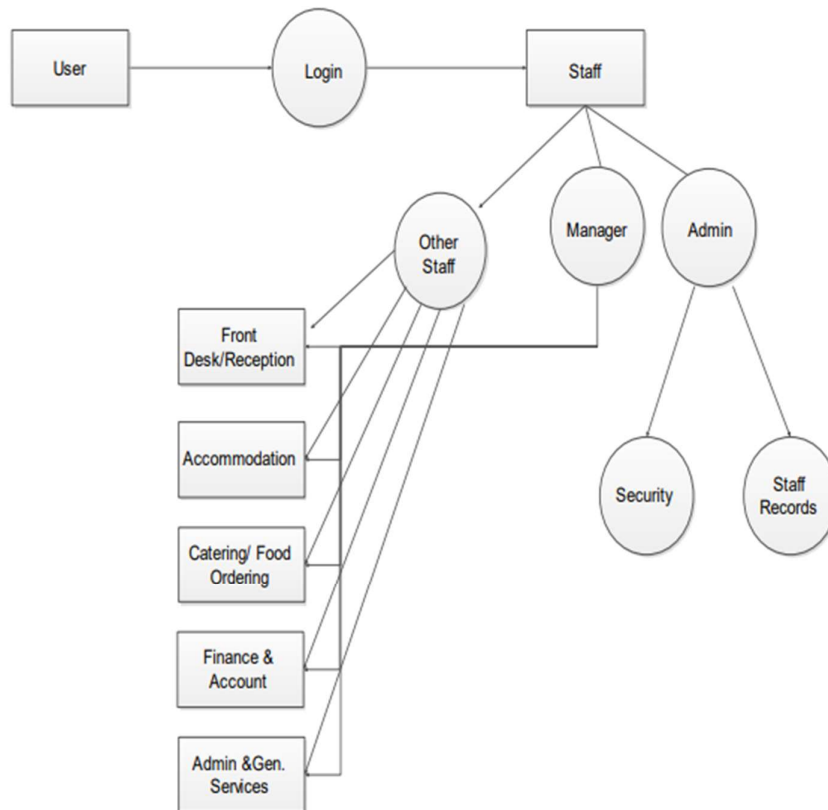 User
Login
Staff
Other
Staff
Manager
Admin
Front
Desk/Reception
Accommodation
Catering/ Food
Ordering
Finance &
Account
Admin &Gen.
Services
Security
Staff
Records